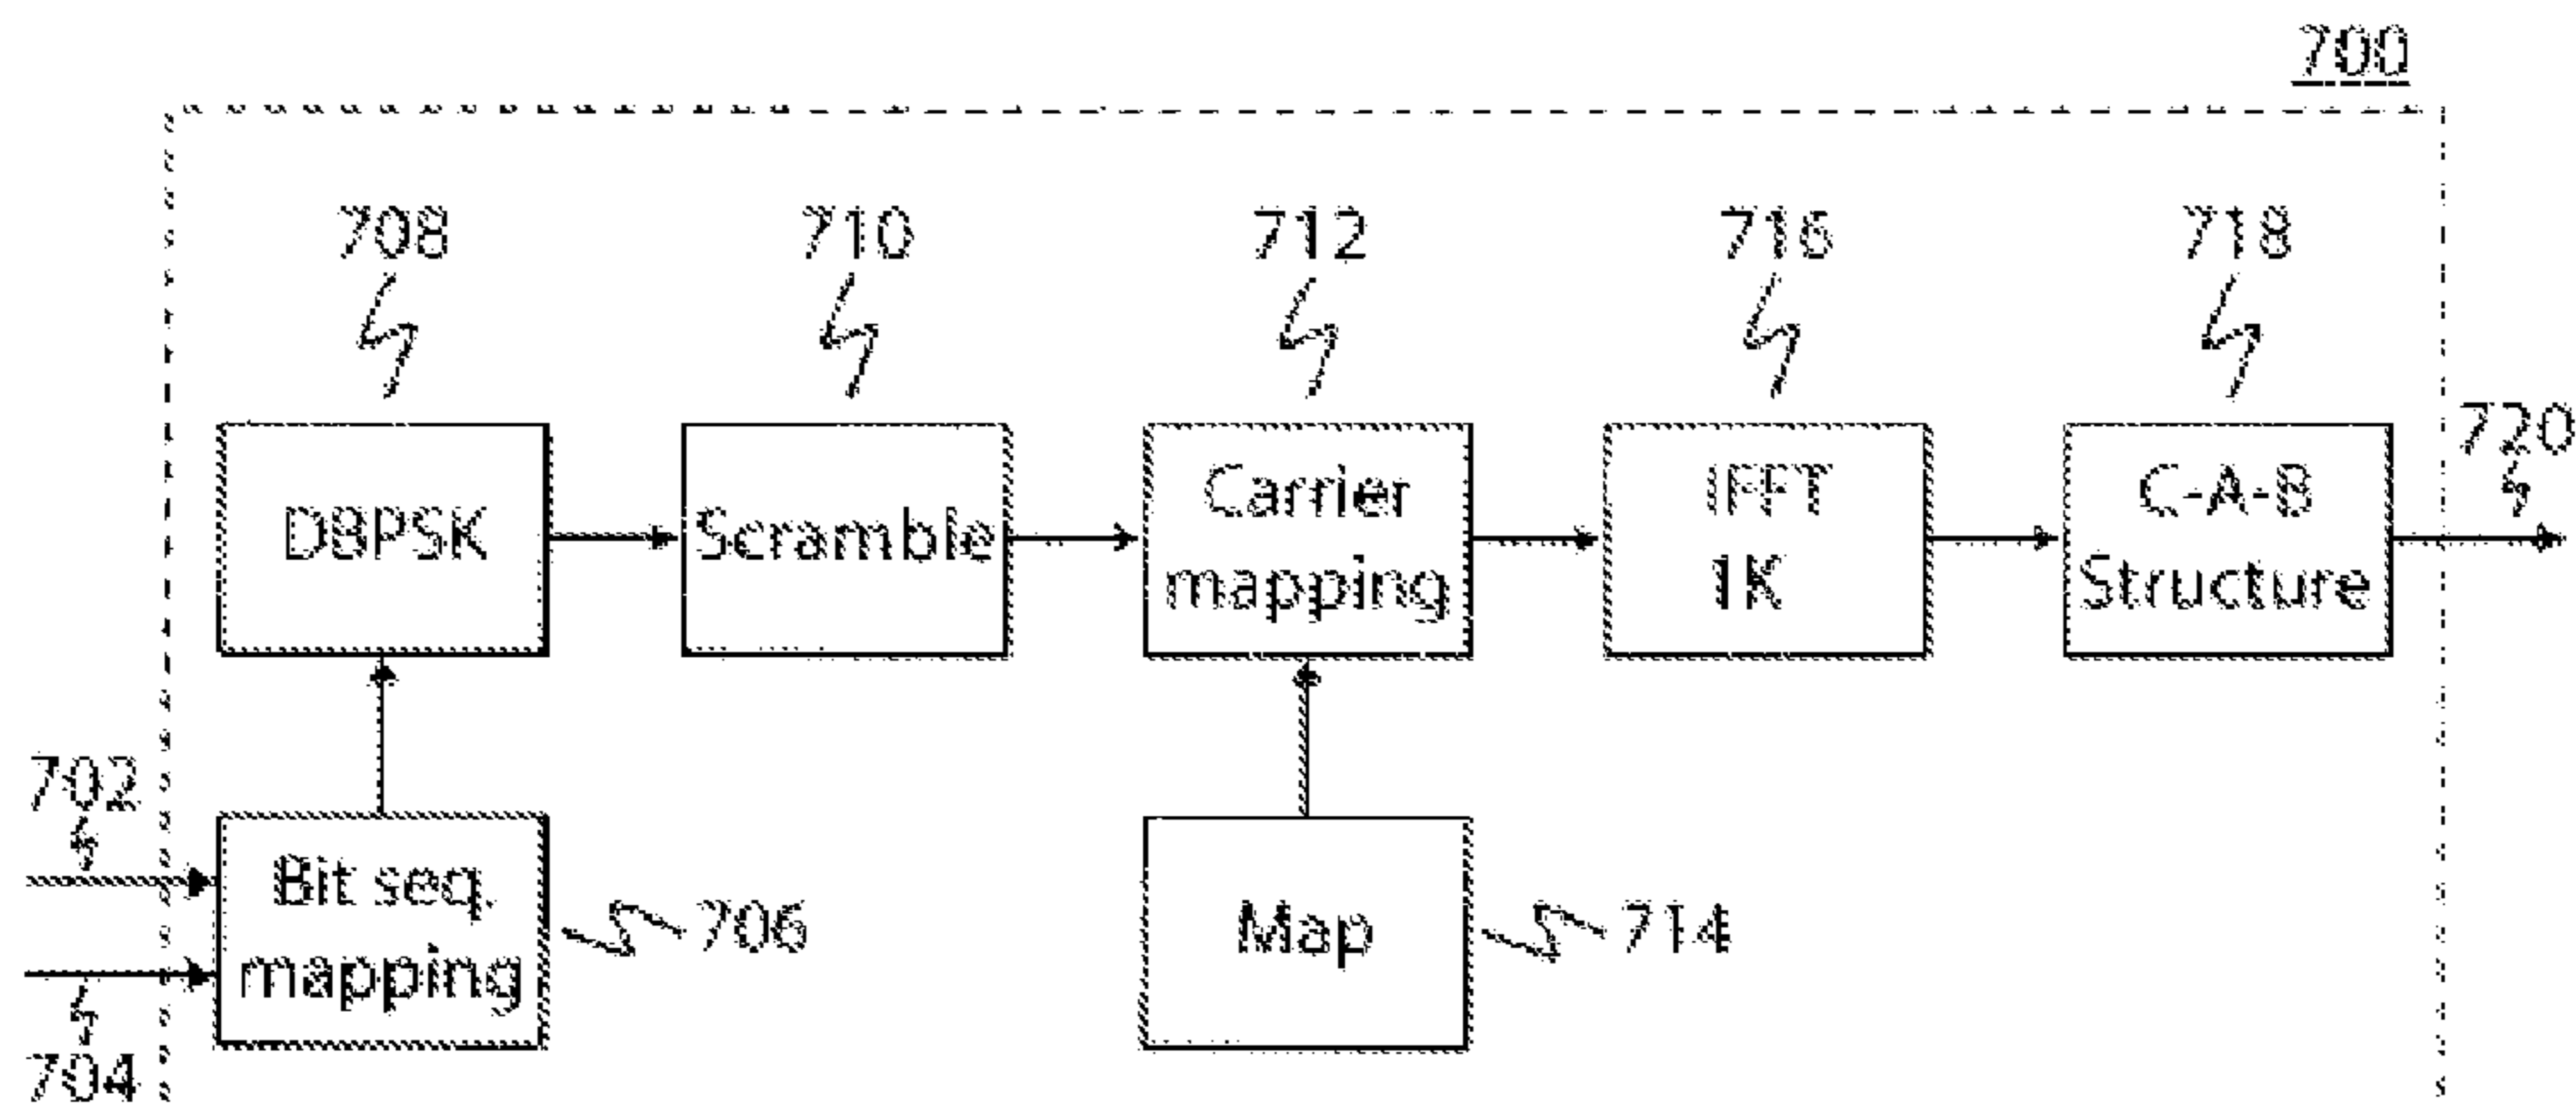 700
708
710
712
716
718
720
DBPSK
Scramble
Carrier
mapping
IFFT
1K
C-A-B
Structure
702
704
Bit seq.
mapping
706
Map
714